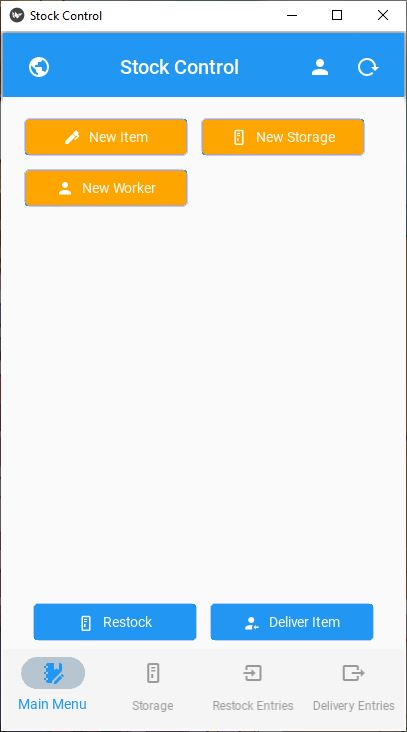 Stock Control
Stock Control
New Item
New Storage
New Worker
Restock
Deliver Item
Main Menu
Storage
Restock Entries
Delivery Entries